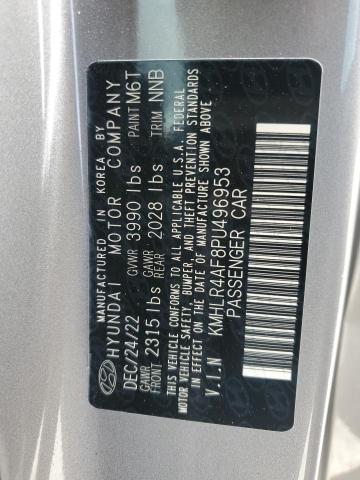 MANUFACTURED IN KOREA BY
HYUNDAI MOTOR COMPANY
DEC/24/22 GVWR 3990 lbs PAINT M6T
GAWR FRONT 2315 lbs GAWR REAR 2028 lbs TRIM NNB
THIS VEHICLE CONFORMS TO ALL APPLICABLE U.S.A. FEDERAL
MOTOR VEHICLE SAFETY, BUMPER, AND THEFT PREVENTION STANDARDS
IN EFFECT ON THE DATE OF MANUFACTURE SHOWN ABOVE.
V.I.N KMHLR4AF8PU496953
PASSENGER CAR